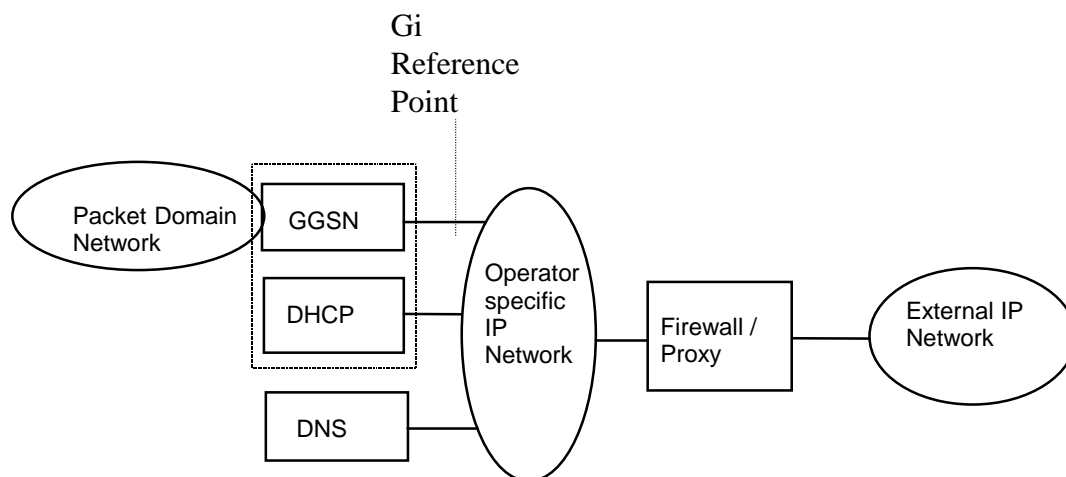 Gi
Reference
Point
Packet Domain
Network
GGSN
DHCP
DNS
Operator
specific
IP
Network
Firewall /
Proxy
External IP
Network